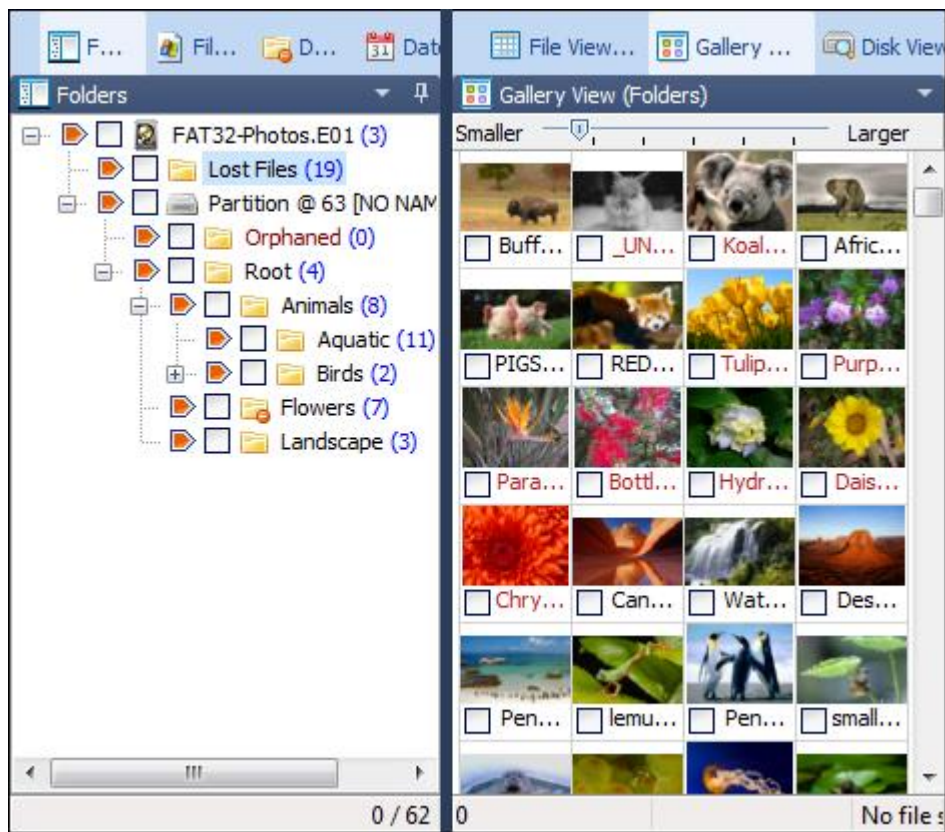 F... Fil... D... 31 Date
Folders
FAT32-Photos.E01 (3)
Lost Files (19)
Partition @ 63 [NO NAM
Orphaned (0)
Root (4)
Animals (8)
Aquatic (11)
Birds (2)
Flowers (7)
Landscape (3)
0 / 62
File View... Gallery ... Disk View
Gallery View (Folders)
Smaller Larger
Buff... _UN... Koal... Afric...
PIGS... RED... Tulip... Purp...
Para... Bottl... Hydr... Dais...
Chry... Can... Wat... Des...
Pen... lemu... Pen... small...
0 No file s